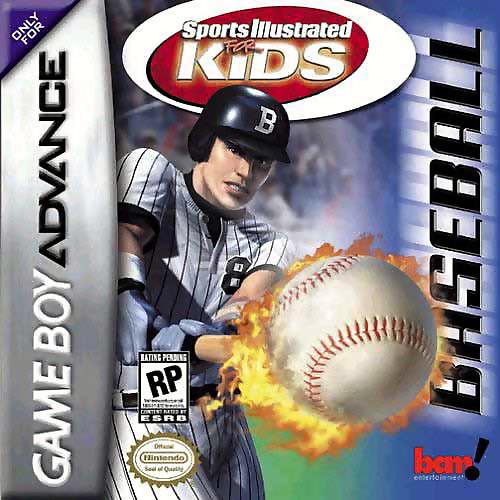 ONLY
FOR
GAME BOY ADVANCE
Sports Illustrated
FOR
KIDS
B
8
BASEBALL
RATING PENDING
RP
CONTENT RATED BY
ESRB
Official
Nintendo
Seal of Quality
bam!
entertainment